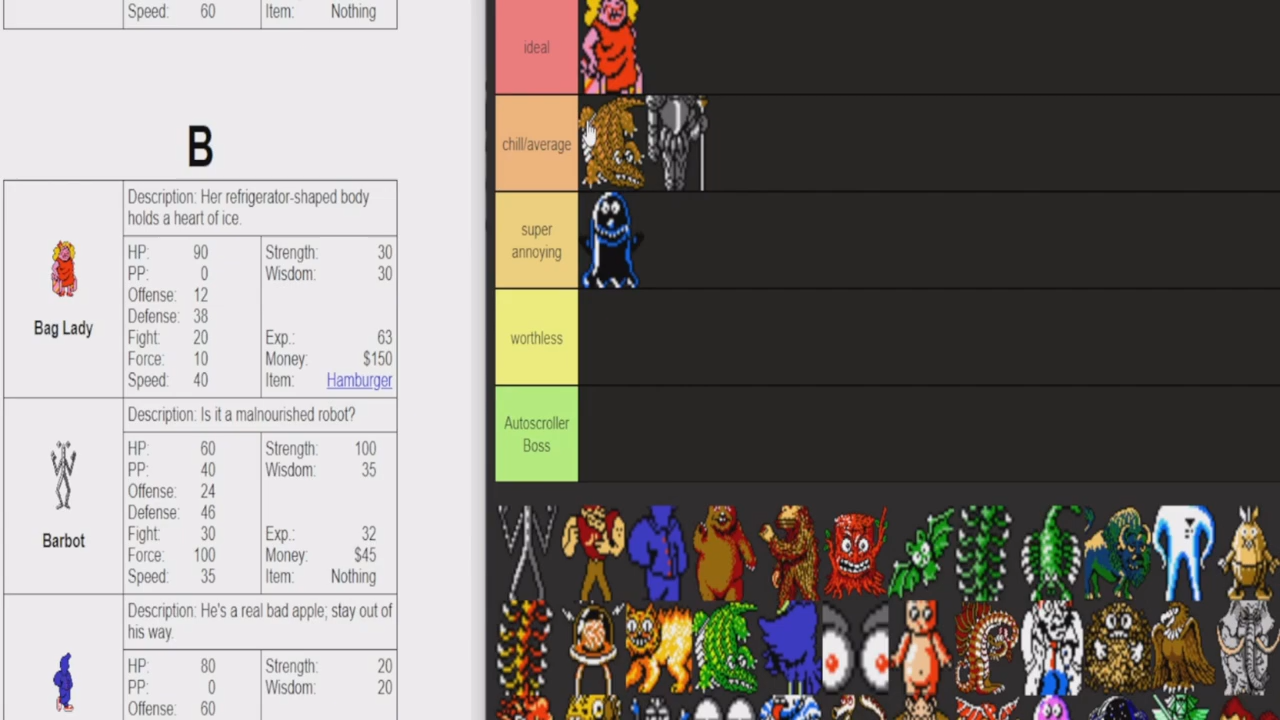 Speed: 60 Item: Nothing
B
Bag Lady
Description: Her refrigerator-shaped body
holds a heart of ice.
HP: 90 Strength: 30
PP: 0 Wisdom: 30
Offense: 12
Defense: 38
Fight: 20 Exp.: 63
Force: 10 Money: $150
Speed: 40 Item: Hamburger
Barbot
Description: Is it a malnourished robot?
HP: 60 Strength: 100
PP: 40 Wisdom: 35
Offense: 24
Defense: 46
Fight: 30 Exp.: 32
Force: 100 Money: $45
Speed: 35 Item: Nothing
Description: He's a real bad apple; stay out of
his way.
HP: 80 Strength: 20
PP: 0 Wisdom: 20
Offense: 60
ideal
chill/average
super
annoying
worthless
Autoscroller
Boss